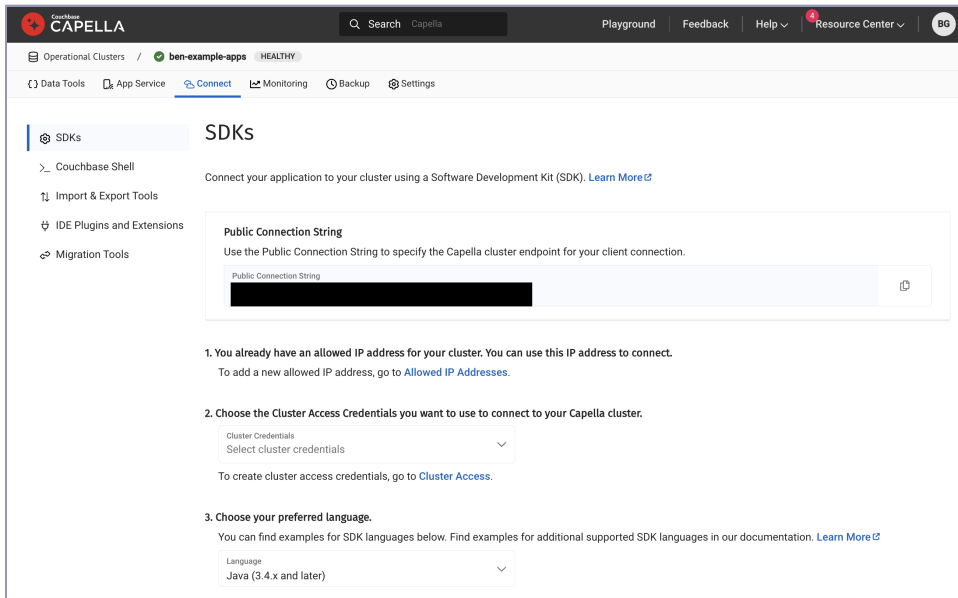 Couchbase
CAPELLA
Search Capella
Playground
Feedback
Help
4
Resource Center
BG
Operational Clusters / ben-example-apps HEALTHY
{} Data Tools
App Service
Connect
Monitoring
Backup
Settings
SDKs
Couchbase Shell
Import & Export Tools
IDE Plugins and Extensions
Migration Tools
SDKs
Connect your application to your cluster using a Software Development Kit (SDK). Learn More
Public Connection String
Use the Public Connection String to specify the Capella cluster endpoint for your client connection.
Public Connection String
1. You already have an allowed IP address for your cluster. You can use this IP address to connect.
To add a new allowed IP address, go to Allowed IP Addresses.
2. Choose the Cluster Access Credentials you want to use to connect to your Capella cluster.
Cluster Credentials
Select cluster credentials
To create cluster access credentials, go to Cluster Access.
3. Choose your preferred language.
You can find examples for SDK languages below. Find examples for additional supported SDK languages in our documentation. Learn More
Language
Java (3.4.x and later)